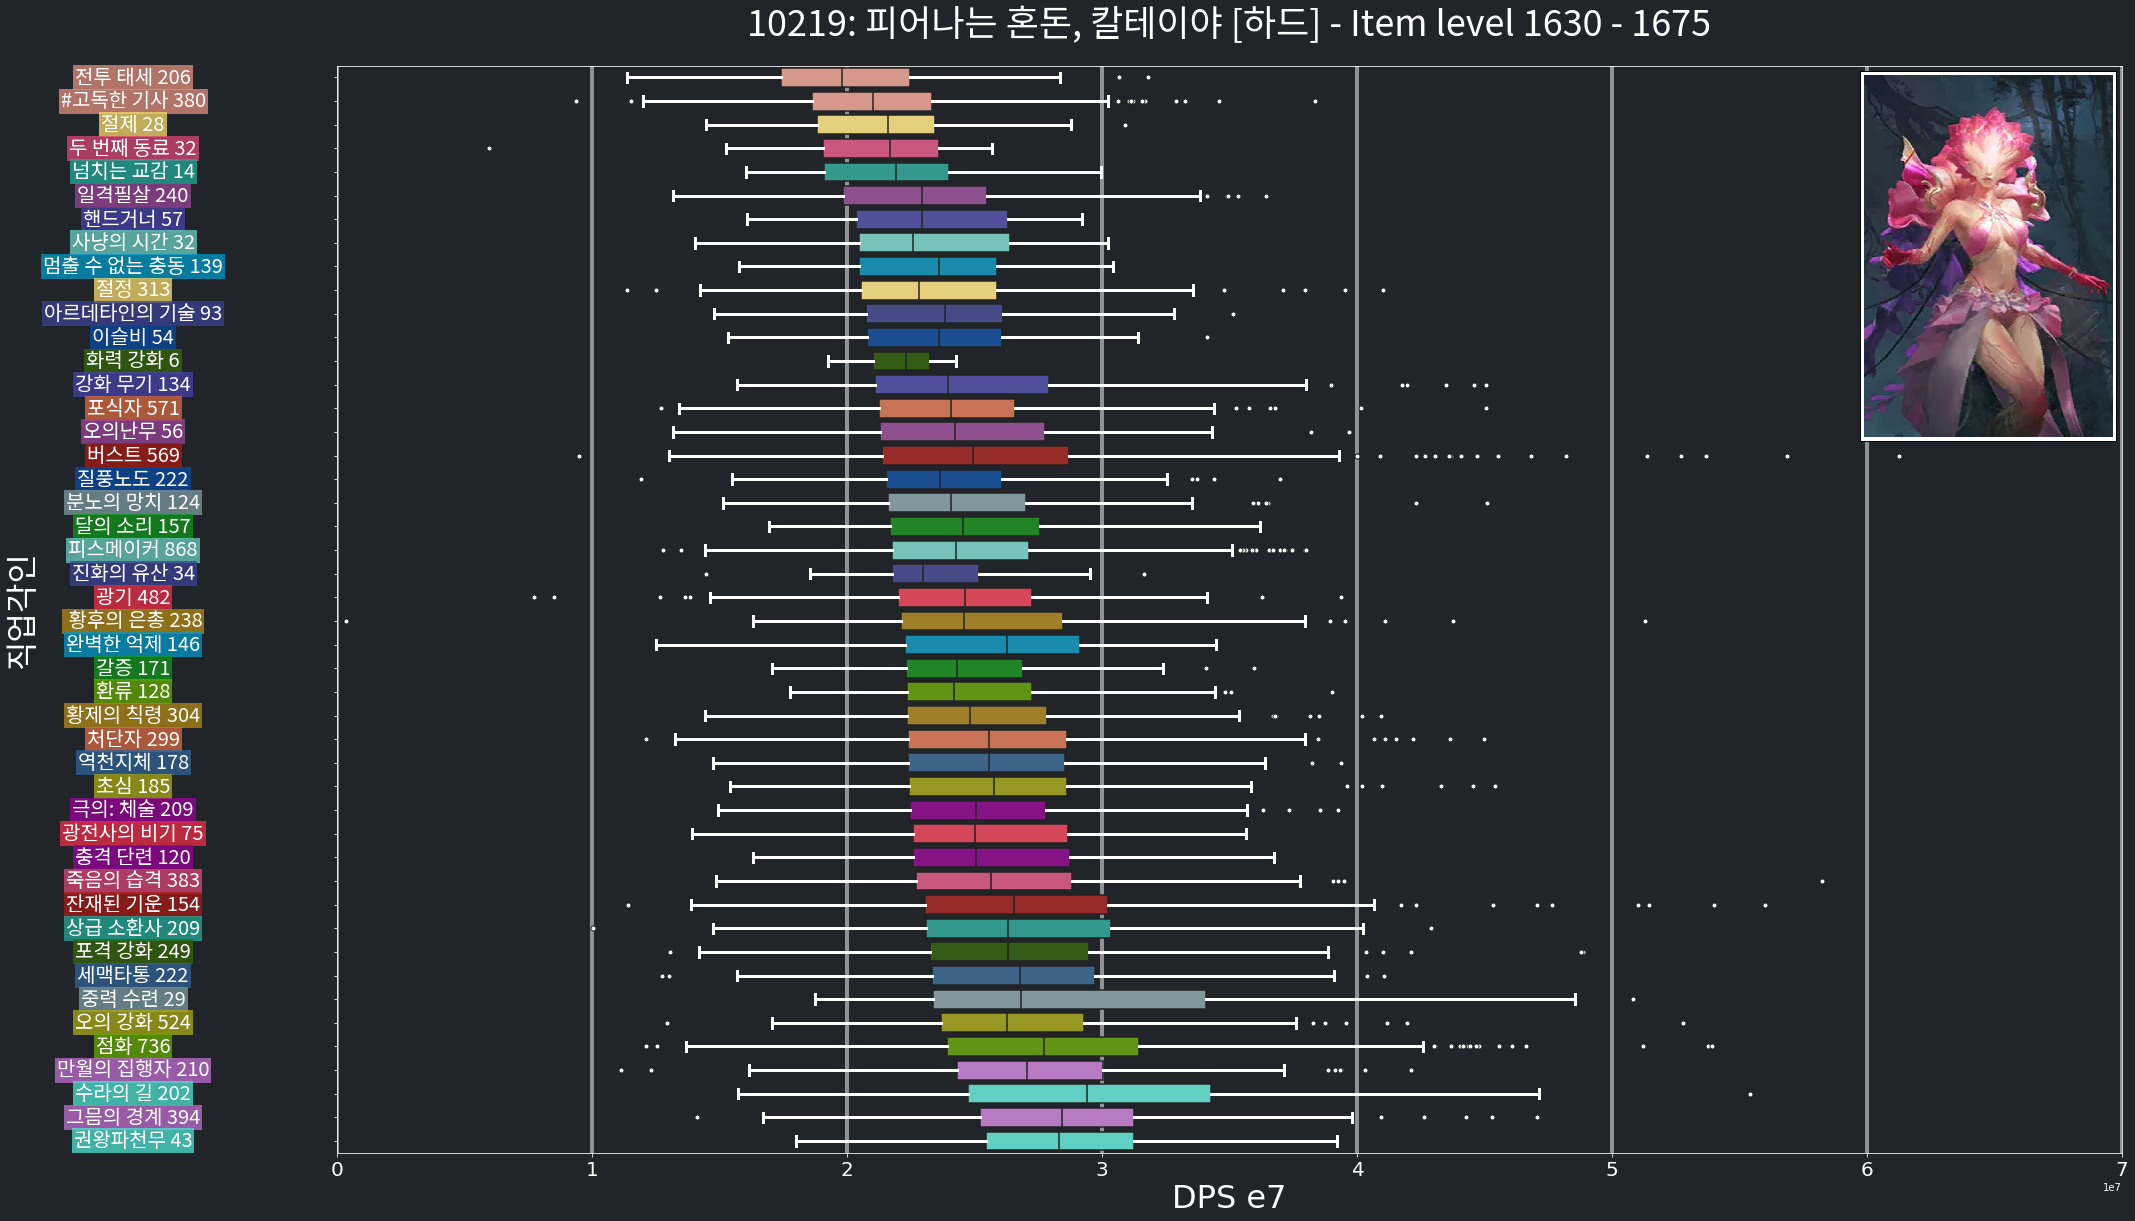 10219: 피어나는 혼돈, 칼테이야 [하드] - Item level 1630 - 1675
전투 태세 206
#고독한 기사 380
절제 28
두 번째 동료 32
넘치는 교감 14
일격필살 240
핸드거너 57
사냥의 시간 32
멈출 수 없는 충동 139
절정 313
아르데타인의 기술 93
이슬비 54
화력 강화 6
강화 무기 134
포식자 571
오의난무 56
버스트 569
질풍노도 222
분노의 망치 124
달의 소리 157
피스메이커 868
진화의 유산 34
광기 482
황후의 은총 238
완벽한 억제 146
갈증 171
환류 128
황제의 칙령 304
처단자 299
역천지체 178
초심 185
극의: 체술 209
광전사의 비기 75
충격 단련 120
죽음의 습격 383
잔재된 기운 154
상급 소환사 209
포격 강화 249
세맥타통 222
중력 수련 29
오의 강화 524
점화 736
만월의 집행자 210
수라의 길 202
그믐의 경계 394
권왕파천무 43
직업각인
0 1 2 3 4 5 6 7
1e7
DPS e7